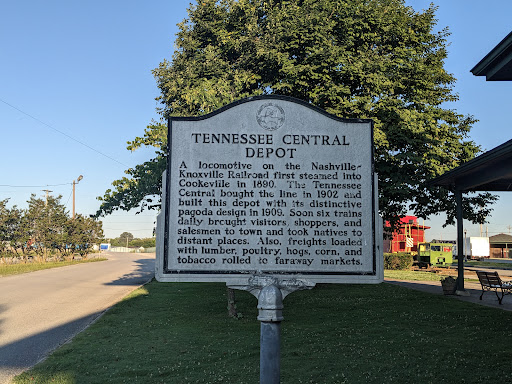 TENNESSEE CENTRAL
DEPOT
A locomotive on the Nashville-
Knoxville Railroad first steamed into
Cookeville in 1890. The Tennessee
Central bought the line in 1902 and
built this depot with its distinctive
pagoda design in 1909. Soon six trains
daily brought visitors, shoppers, and
salesmen to town and took natives to
distant places. Also, freights loaded
with lumber, poultry, hogs, corn, and
tobacco rolled to faraway markets.